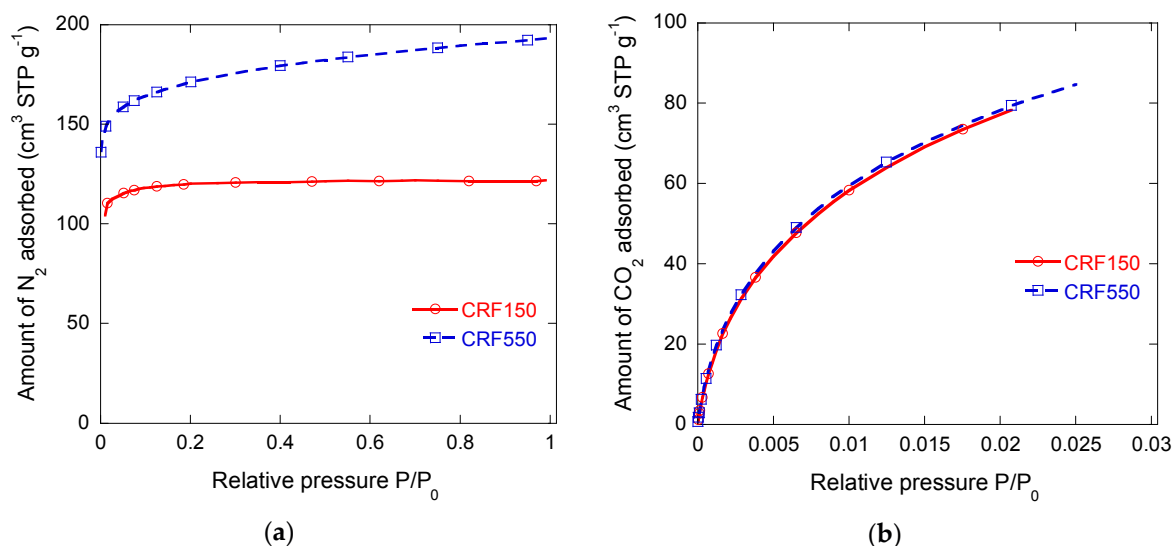 Amount of N₂ adsorbed (cm³ STP g⁻¹)
200
150
100
50
0
0 0.2 0.4 0.6 0.8 1
Relative pressure P/P₀
CRF150
CRF550
(a)
Amount of CO₂ adsorbed (cm³ STP g⁻¹)
100
80
60
40
20
0
0 0.005 0.01 0.015 0.02 0.025 0.03
Relative pressure P/P₀
CRF150
CRF550
(b)